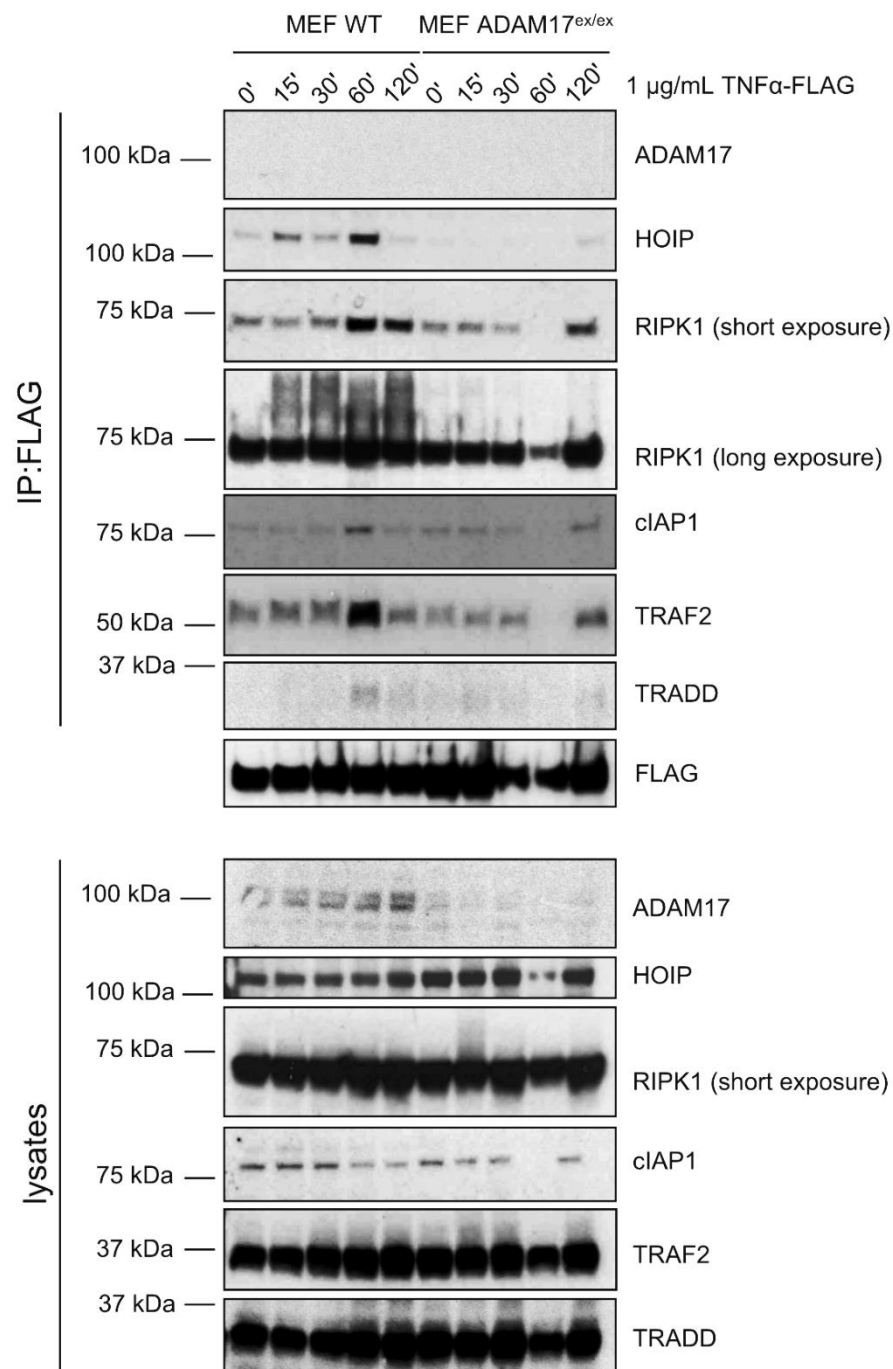 MEF WT MEF ADAM17ex/ex
0' 15' 30' 60' 120' 0' 15' 30' 60' 120' 1 µg/mL TNFα-FLAG
IP:FLAG
100 kDa ADAM17
HOIP
100 kDa
75 kDa
RIPK1 (short exposure)
75 kDa
RIPK1 (long exposure)
cIAP1
75 kDa
TRAF2
50 kDa
37 kDa
TRADD
FLAG
lysates
100 kDa ADAM17
HOIP
100 kDa
75 kDa
RIPK1 (short exposure)
cIAP1
75 kDa
37 kDa TRAF2
37 kDa
TRADD